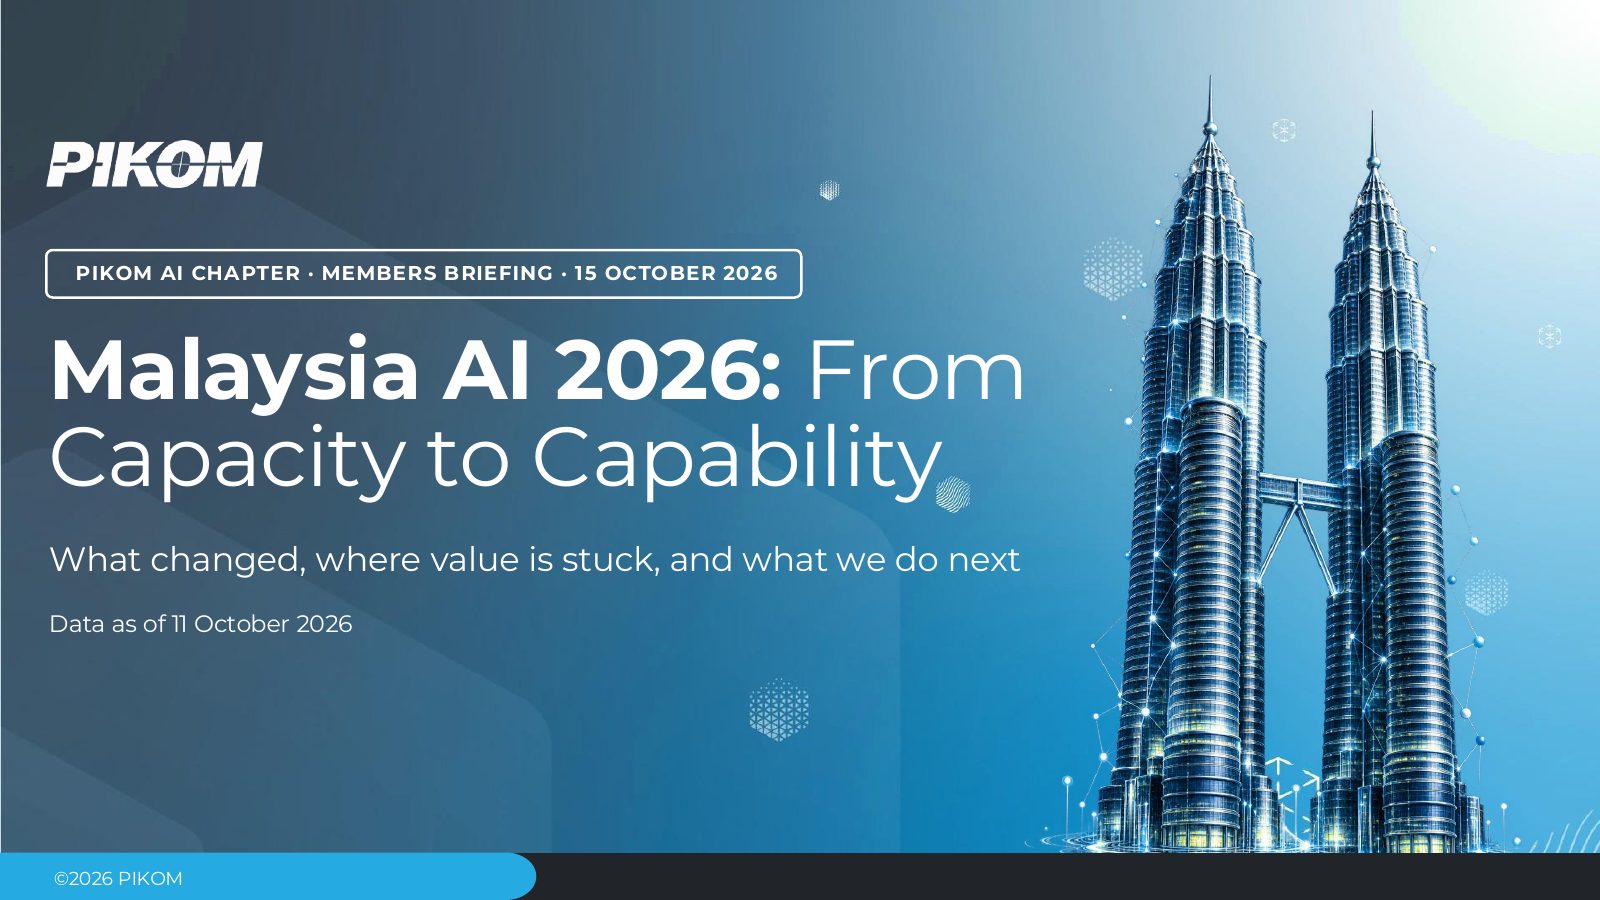 PIKOM
PIKOM AI CHAPTER · MEMBERS BRIEFING · 15 OCTOBER 2026
Malaysia AI 2026: From
Capacity to Capability
What changed, where value is stuck, and what we do next
Data as of 11 October 2026
©2026 PIKOM